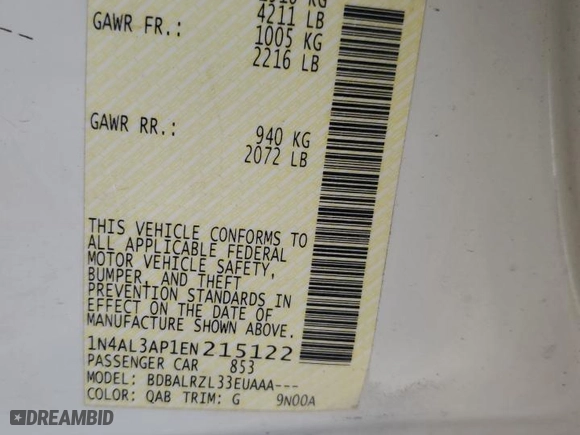 4211 LB
GAWR FR.: 1005 KG
2216 LB
GAWR RR.: 940 KG
2072 LB
THIS VEHICLE CONFORMS TO
ALL APPLICABLE FEDERAL
MOTOR VEHICLE SAFETY,
BUMPER, AND THEFT
PREVENTION STANDARDS IN
EFFECT ON THE DATE OF
MANUFACTURE SHOWN ABOVE.
1N4AL3AP1EN215122
PASSENGER CAR 853
MODEL: BDBALRZL33EUAAA---
COLOR: QAB TRIM: G 9N00A
DREAMBID